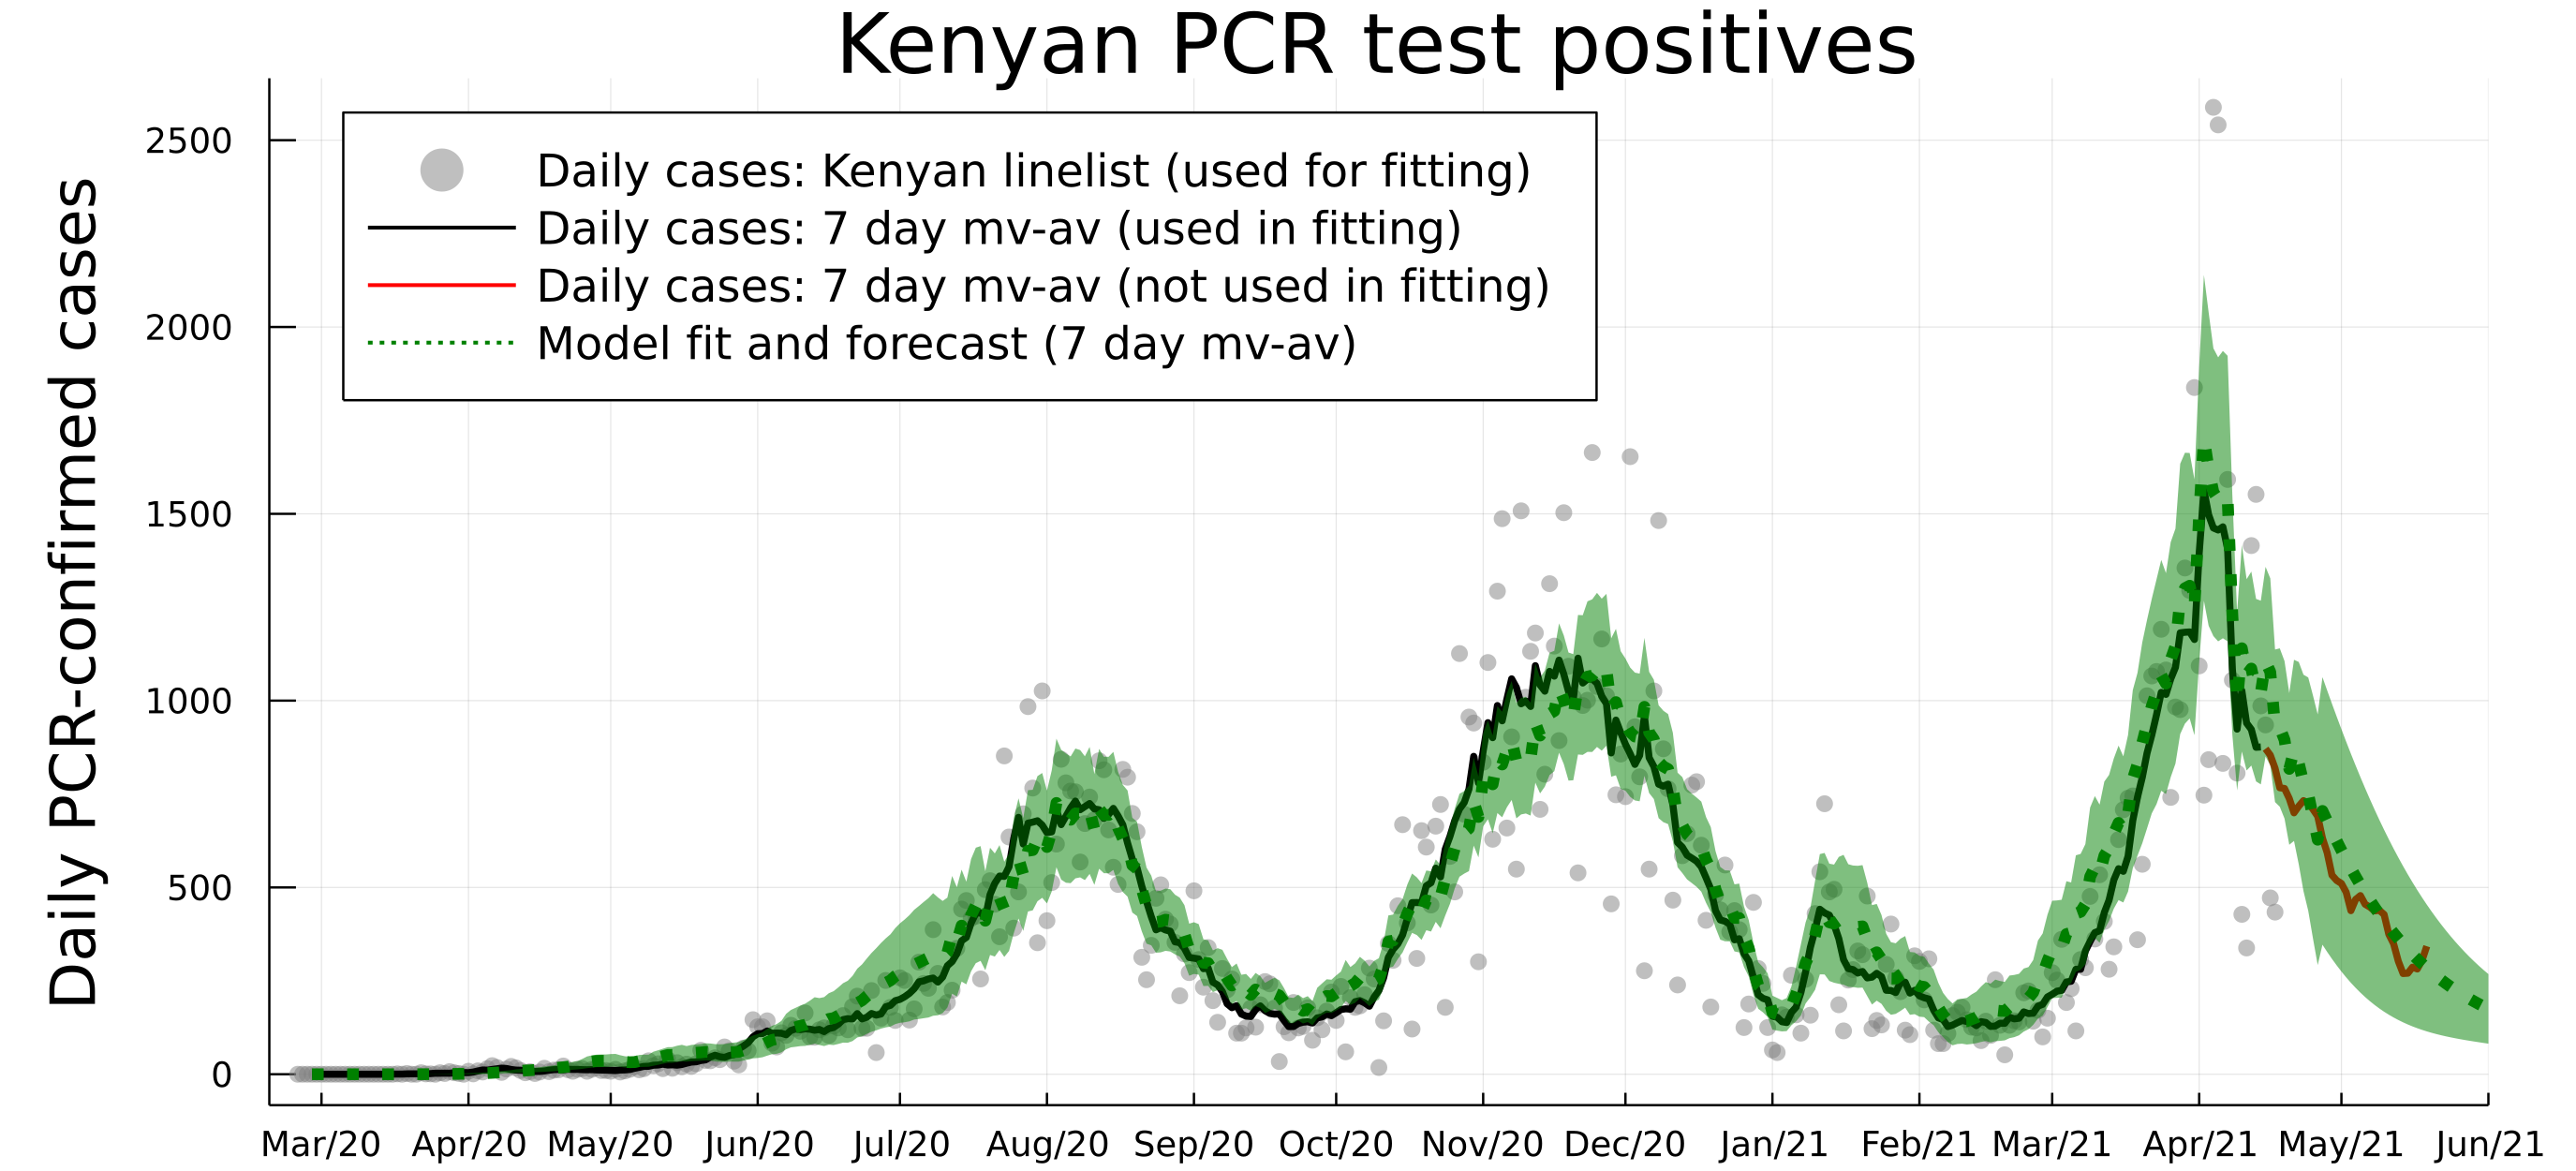 Kenyan PCR test positives
Daily PCR-confirmed cases
2500
2000
1500
1000
500
0
Daily cases: Kenyan linelist (used for fitting)
Daily cases: 7 day mv-av (used in fitting)
Daily cases: 7 day mv-av (not used in fitting)
Model fit and forecast (7 day mv-av)
Mar/20 Apr/20 May/20 Jun/20 Jul/20 Aug/20 Sep/20 Oct/20 Nov/20 Dec/20 Jan/21 Feb/21 Mar/21 Apr/21 May/21 Jun/21